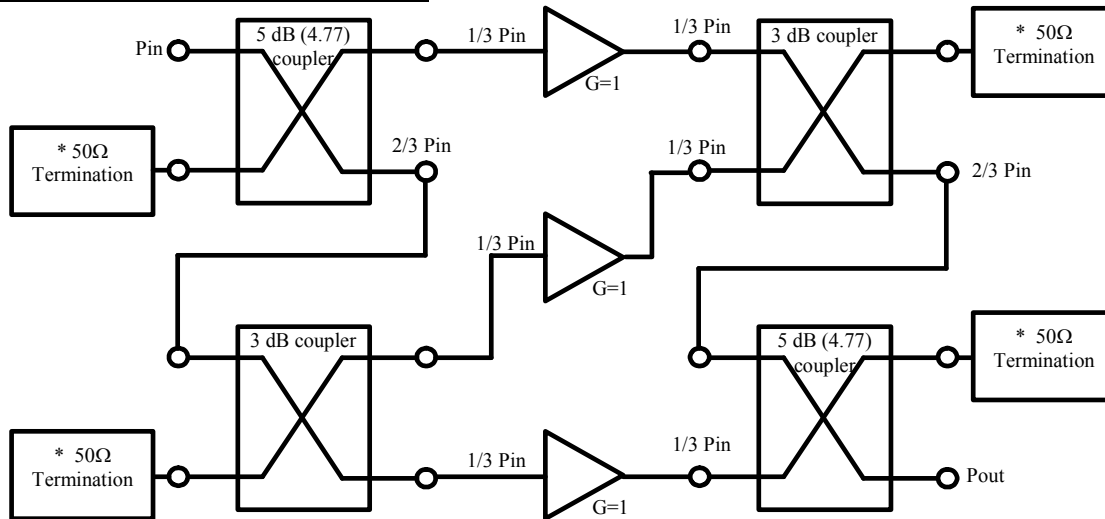 5 dB (4.77)
coupler
Pin
1/3 Pin
G=1
1/3 Pin
3 dB coupler
* 50Ω
Termination
* 50Ω
Termination
2/3 Pin
1/3 Pin
2/3 Pin
1/3 Pin
G=1
3 dB coupler
5 dB (4.77)
coupler
* 50Ω
Termination
* 50Ω
Termination
1/3 Pin
G=1
1/3 Pin
Pout